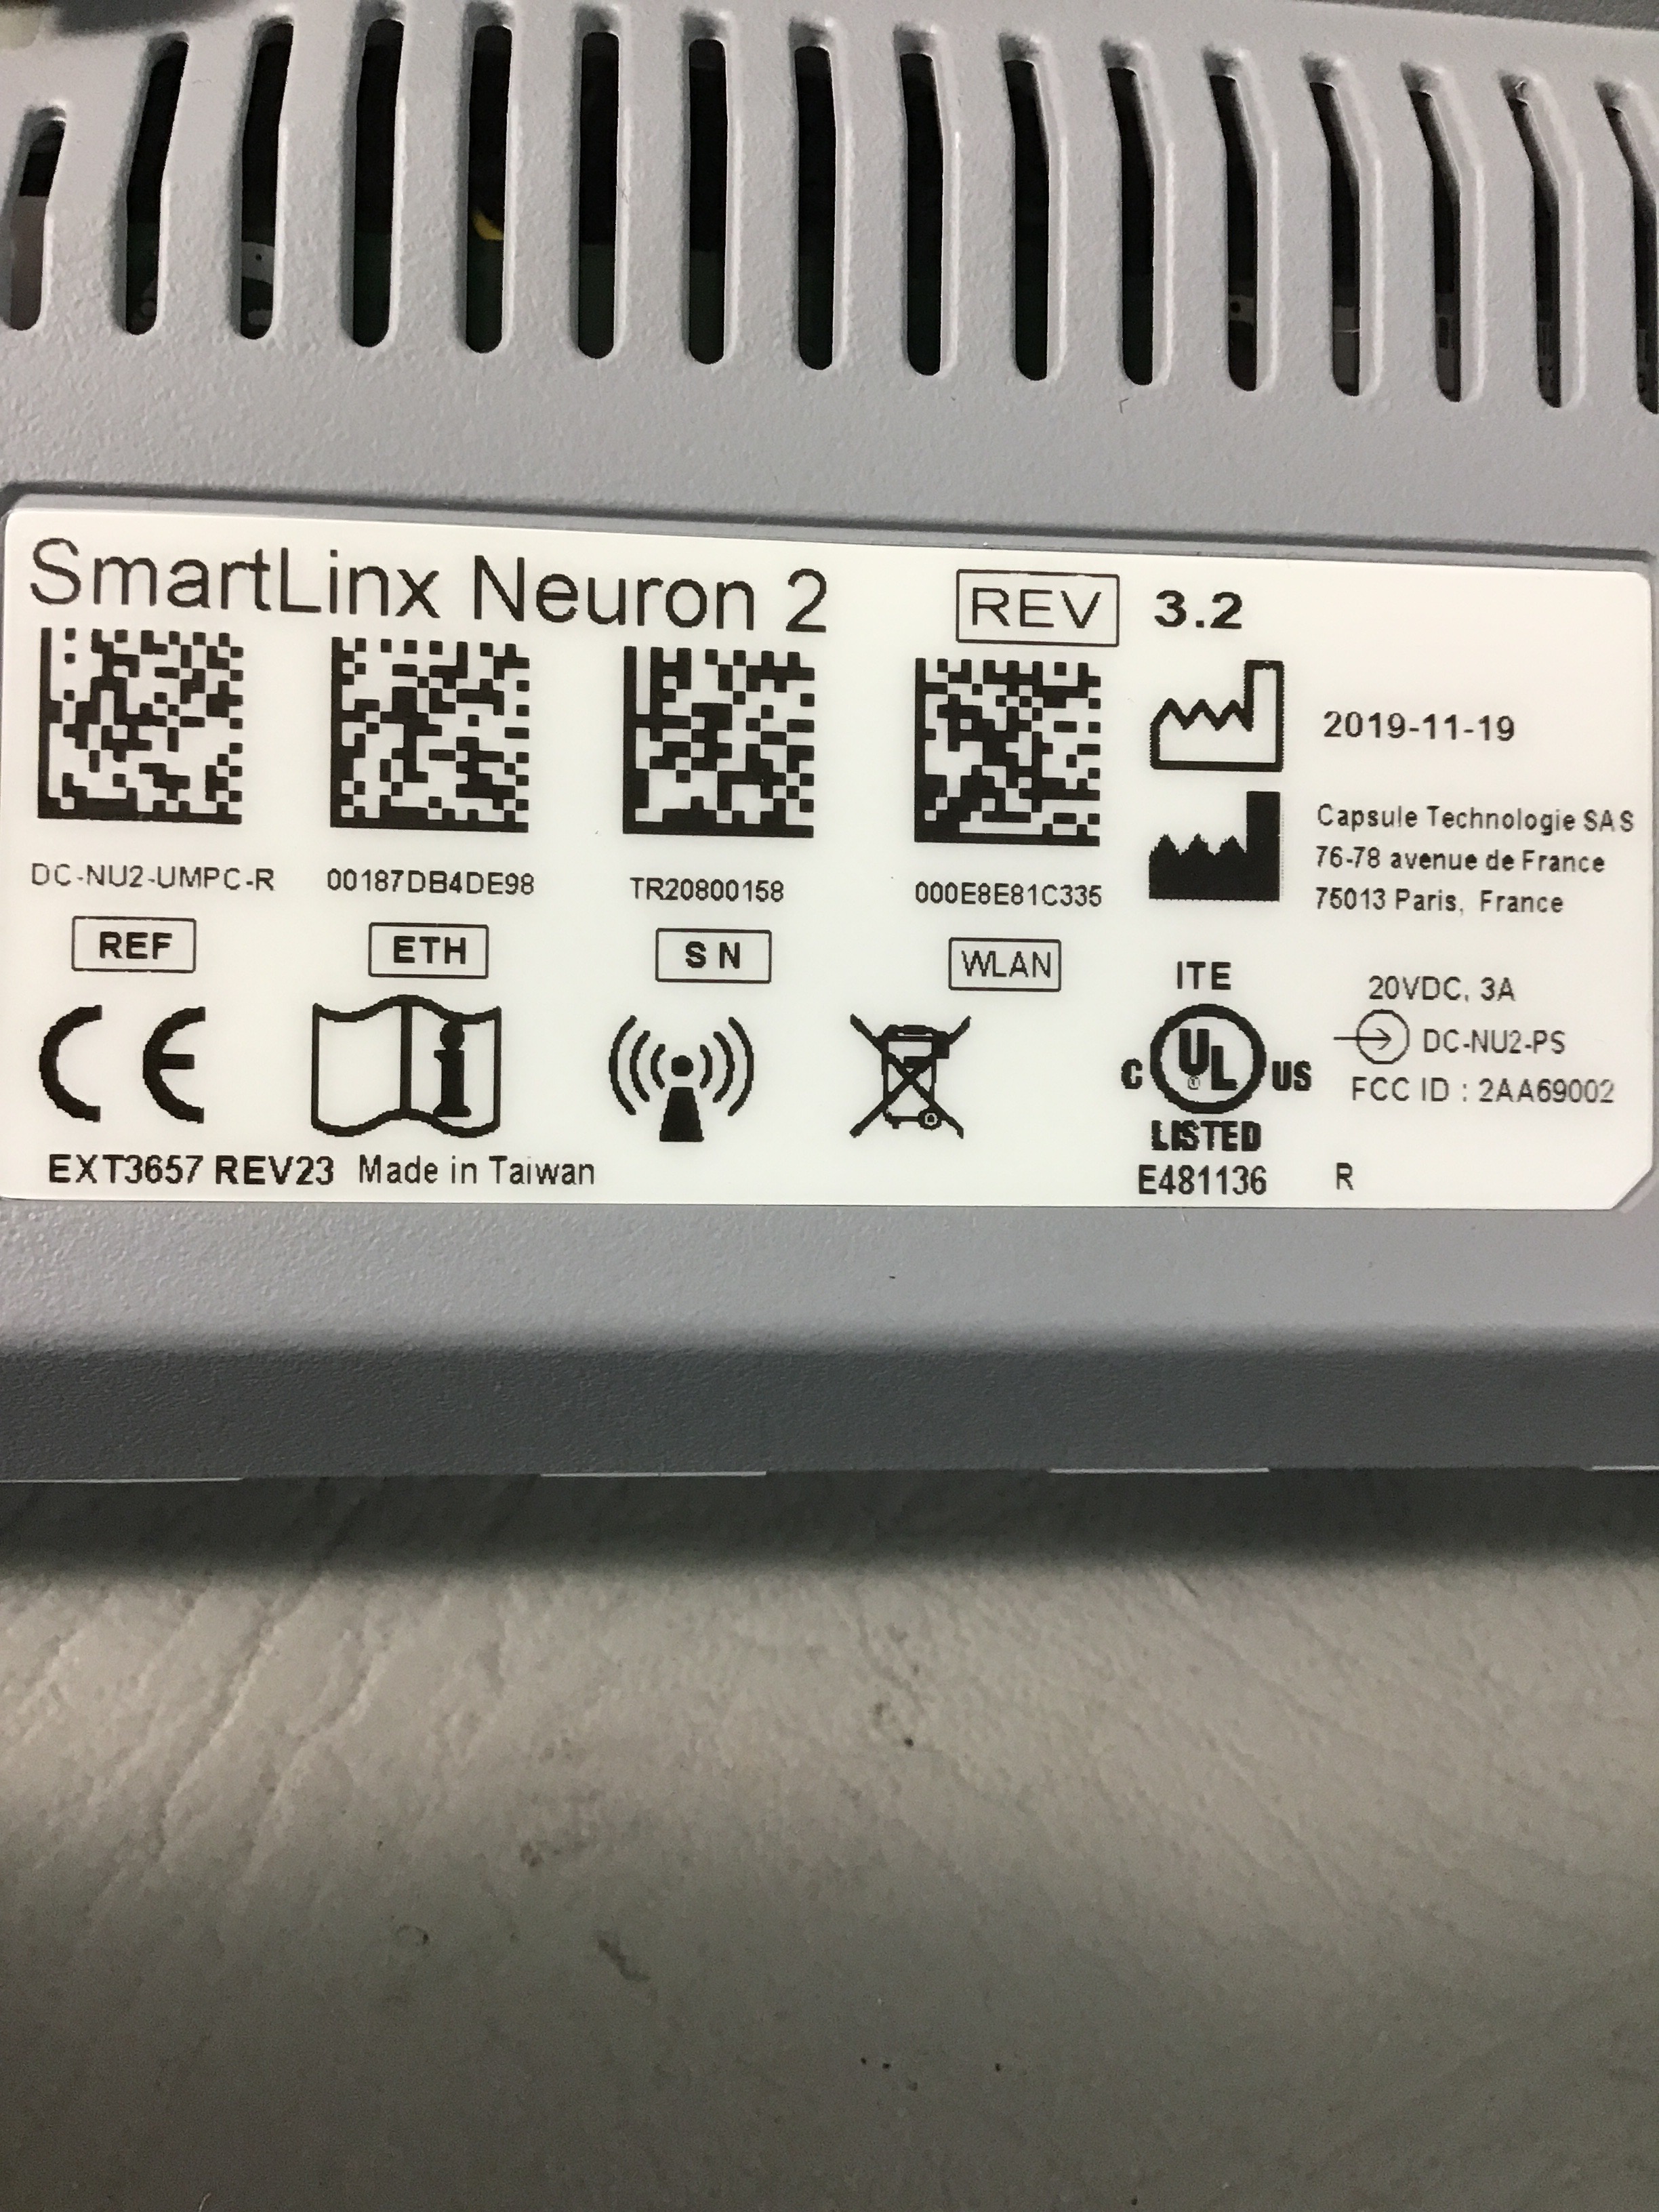 SmartLinx Neuron 2
REV 3.2
2019-11-19
Capsule Technologie SAS
76-78 avenue de France
75013 Paris, France
DC-NU2-UMPC-R
REF
00187DB4DE98
ETH
TR20800158
SN
000E8E81C335
WLAN
ITE
C UL US
LISTED
E481136
20VDC, 3A
DC-NU2-PS
FCC ID : 2AA69002
CE
EXT3657 REV23 Made in Taiwan
R